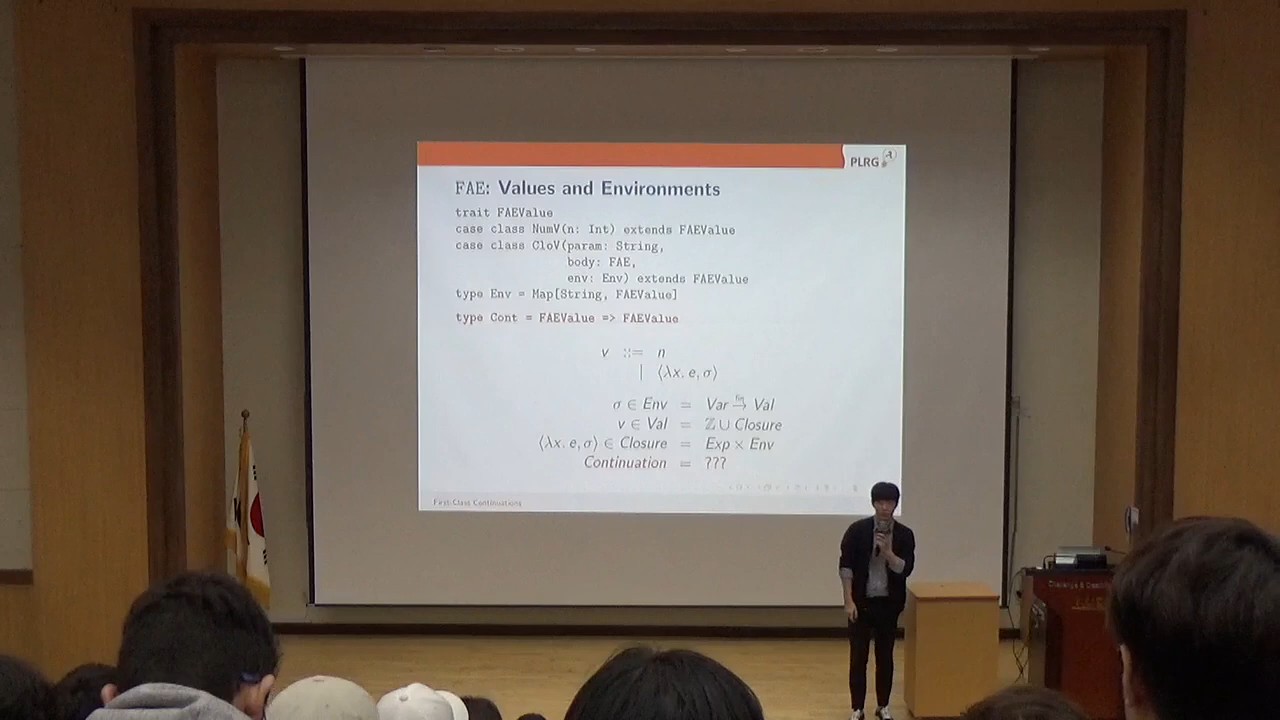 PLRG
FAE: Values and Environments
trait FAEValue
case class NumV(n: Int) extends FAEValue
case class CloV(param: String,
body: FAE,
env: Env) extends FAEValue
type Env = Map[String, FAEValue]
type Cont = FAEValue => FAEValue
v ::= n
| ⟨λx. e, σ⟩
σ ∈ Env = Var fin→ Val
v ∈ Val = ℤ ∪ Closure
⟨λx. e, σ⟩ ∈ Closure = Exp × Env
Continuation = ???
First-Class Continuations